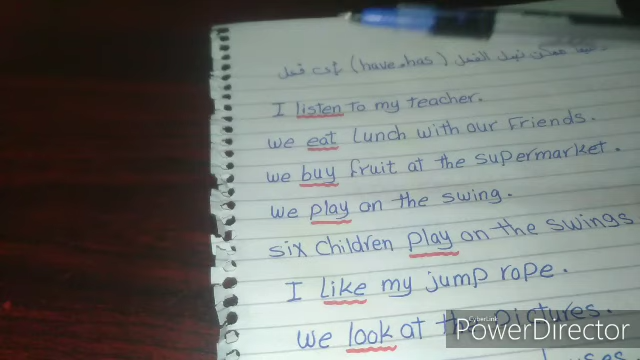 (have, has)
I listen to my teacher.
we eat lunch with our Friends.
we buy fruit at the supermarket.
we play on the swing.
six children play on the swings
I like my jump rope.
we look at the pictures.
CyberLink
PowerDirector